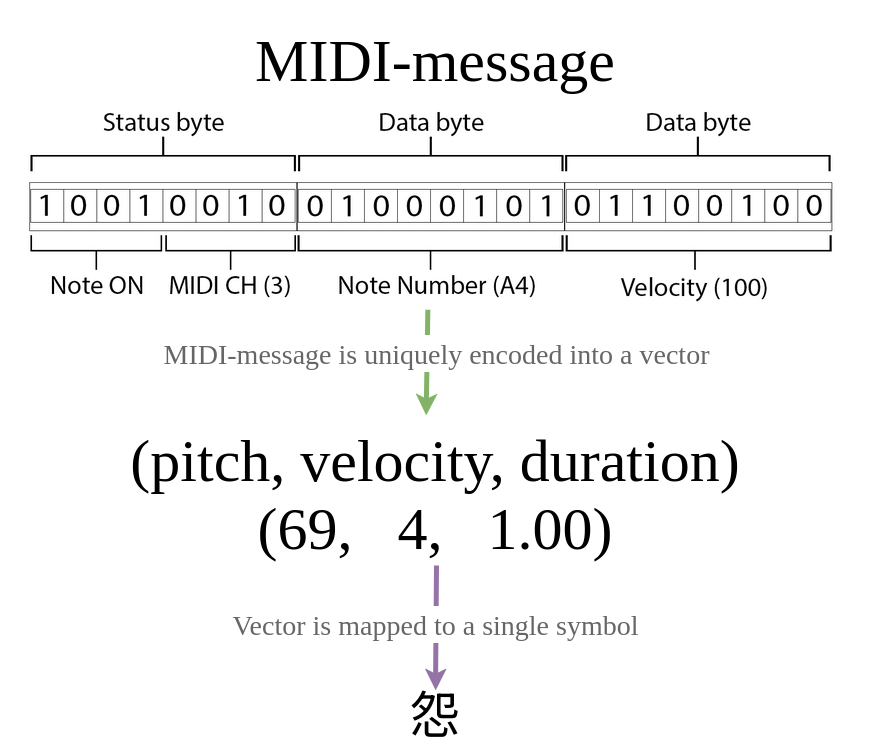 MIDI-message
Status byte Data byte Data byte
1 0 0 1 0 0 1 0 0 1 0 0 0 1 0 1 0 1 1 0 0 1 0 0
Note ON MIDI CH (3) Note Number (A4) Velocity (100)
MIDI-message is uniquely encoded into a vector
(pitch, velocity, duration)
(69, 4, 1.00)
Vector is mapped to a single symbol
怨